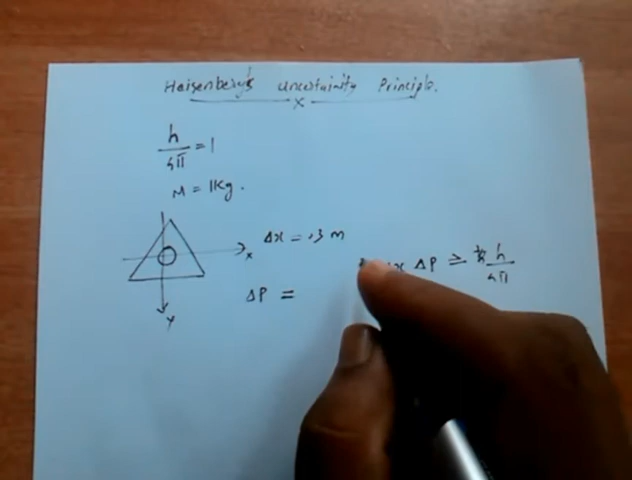 Heisenberg's Uncertainity Principle.
x
h/4π = 1
M = 1Kg.
x
Δx = .3 m
Δx ΔP ≥ h/4π
ΔP =
y